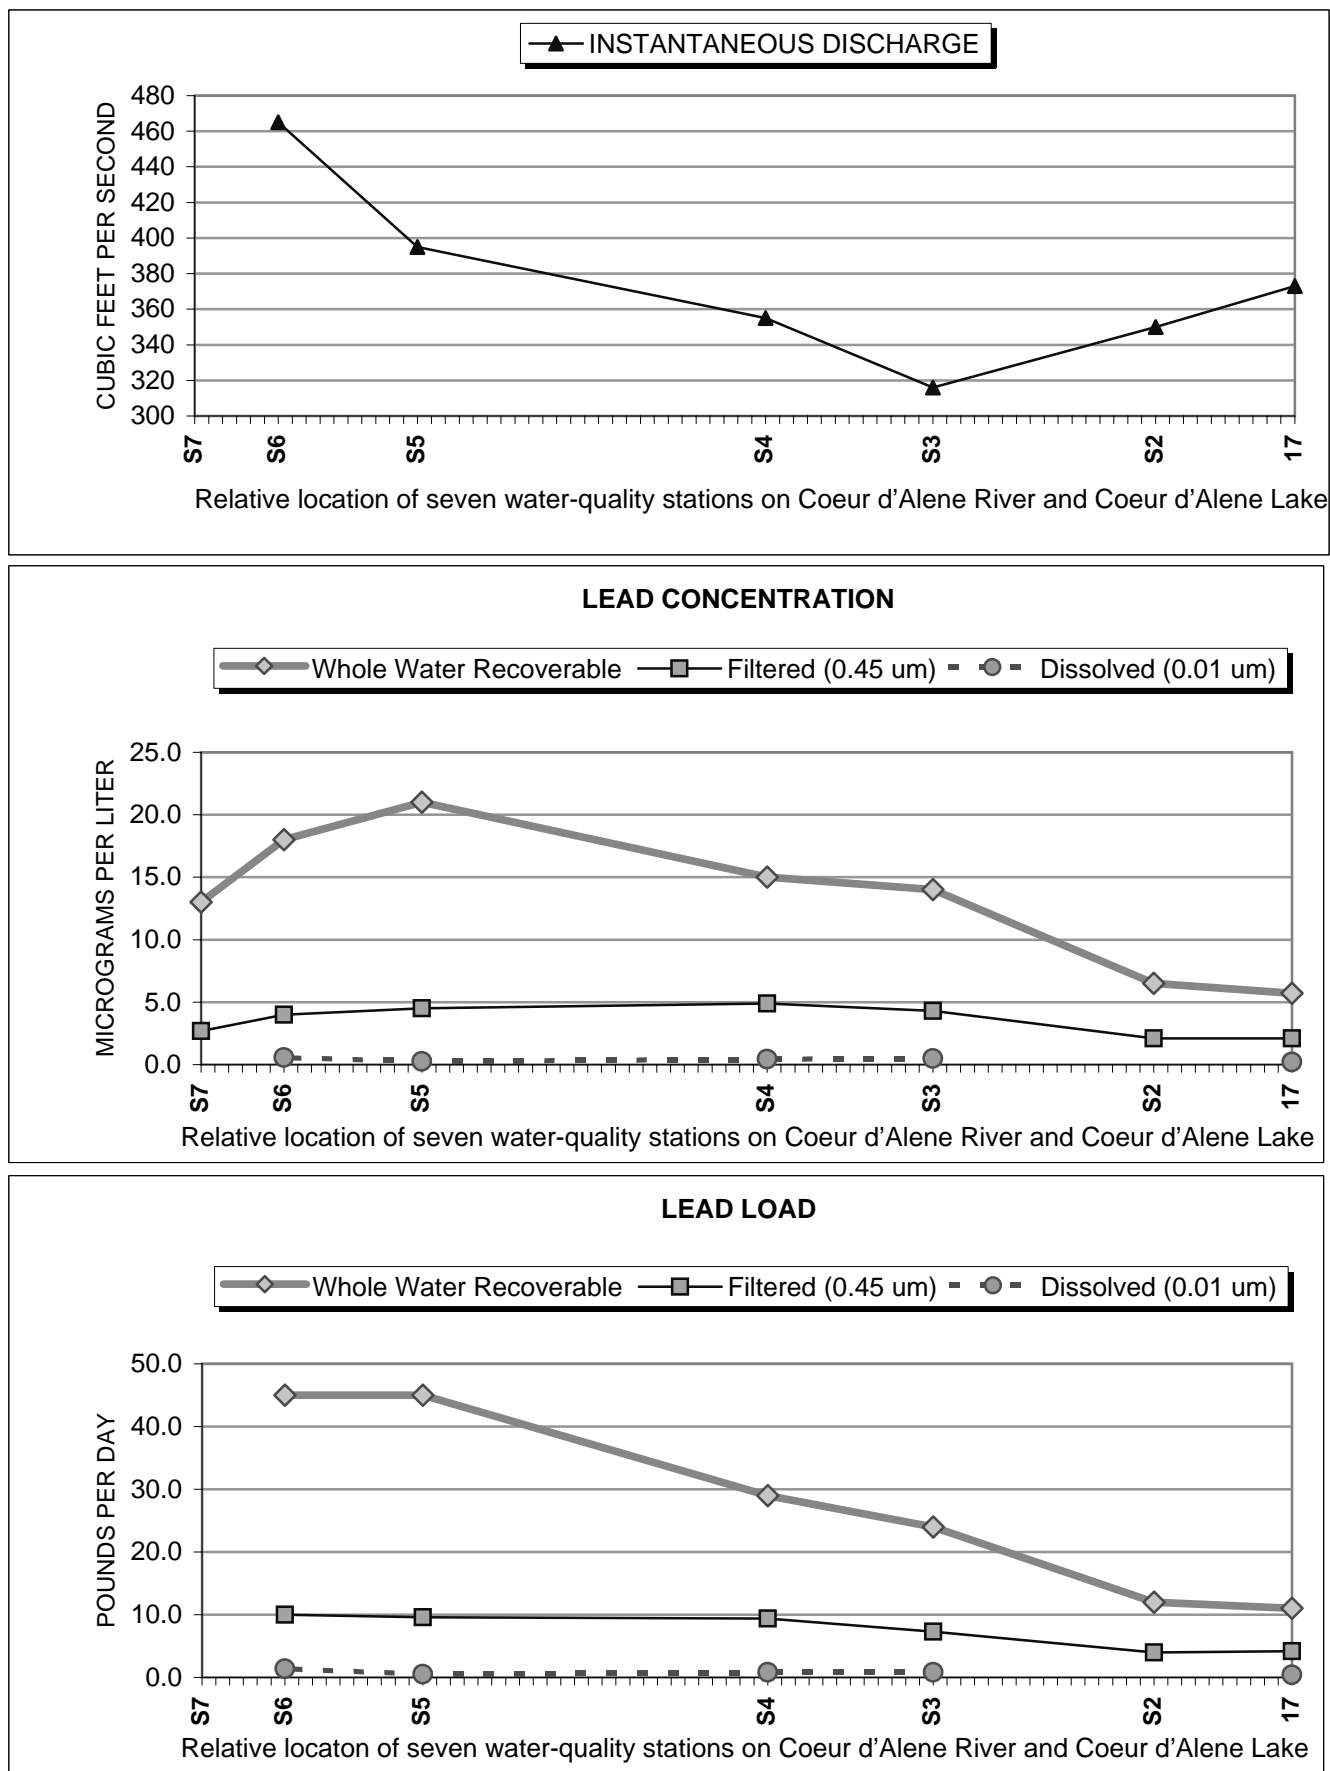 INSTANTANEOUS DISCHARGE
CUBIC FEET PER SECOND
480
460
440
420
400
380
360
340
320
300
S7 S6 S5 S4 S3 S2 17
Relative location of seven water-quality stations on Coeur d’Alene River and Coeur d’Alene Lake
LEAD CONCENTRATION
Whole Water Recoverable Filtered (0.45 um) Dissolved (0.01 um)
MICROGRAMS PER LITER
25.0
20.0
15.0
10.0
5.0
0.0
S7 S6 S5 S4 S3 S2 17
Relative location of seven water-quality stations on Coeur d’Alene River and Coeur d’Alene Lake
LEAD LOAD
Whole Water Recoverable Filtered (0.45 um) Dissolved (0.01 um)
POUNDS PER DAY
50.0
40.0
30.0
20.0
10.0
0.0
S7 S6 S5 S4 S3 S2 17
Relative locaton of seven water-quality stations on Coeur d’Alene River and Coeur d’Alene Lake